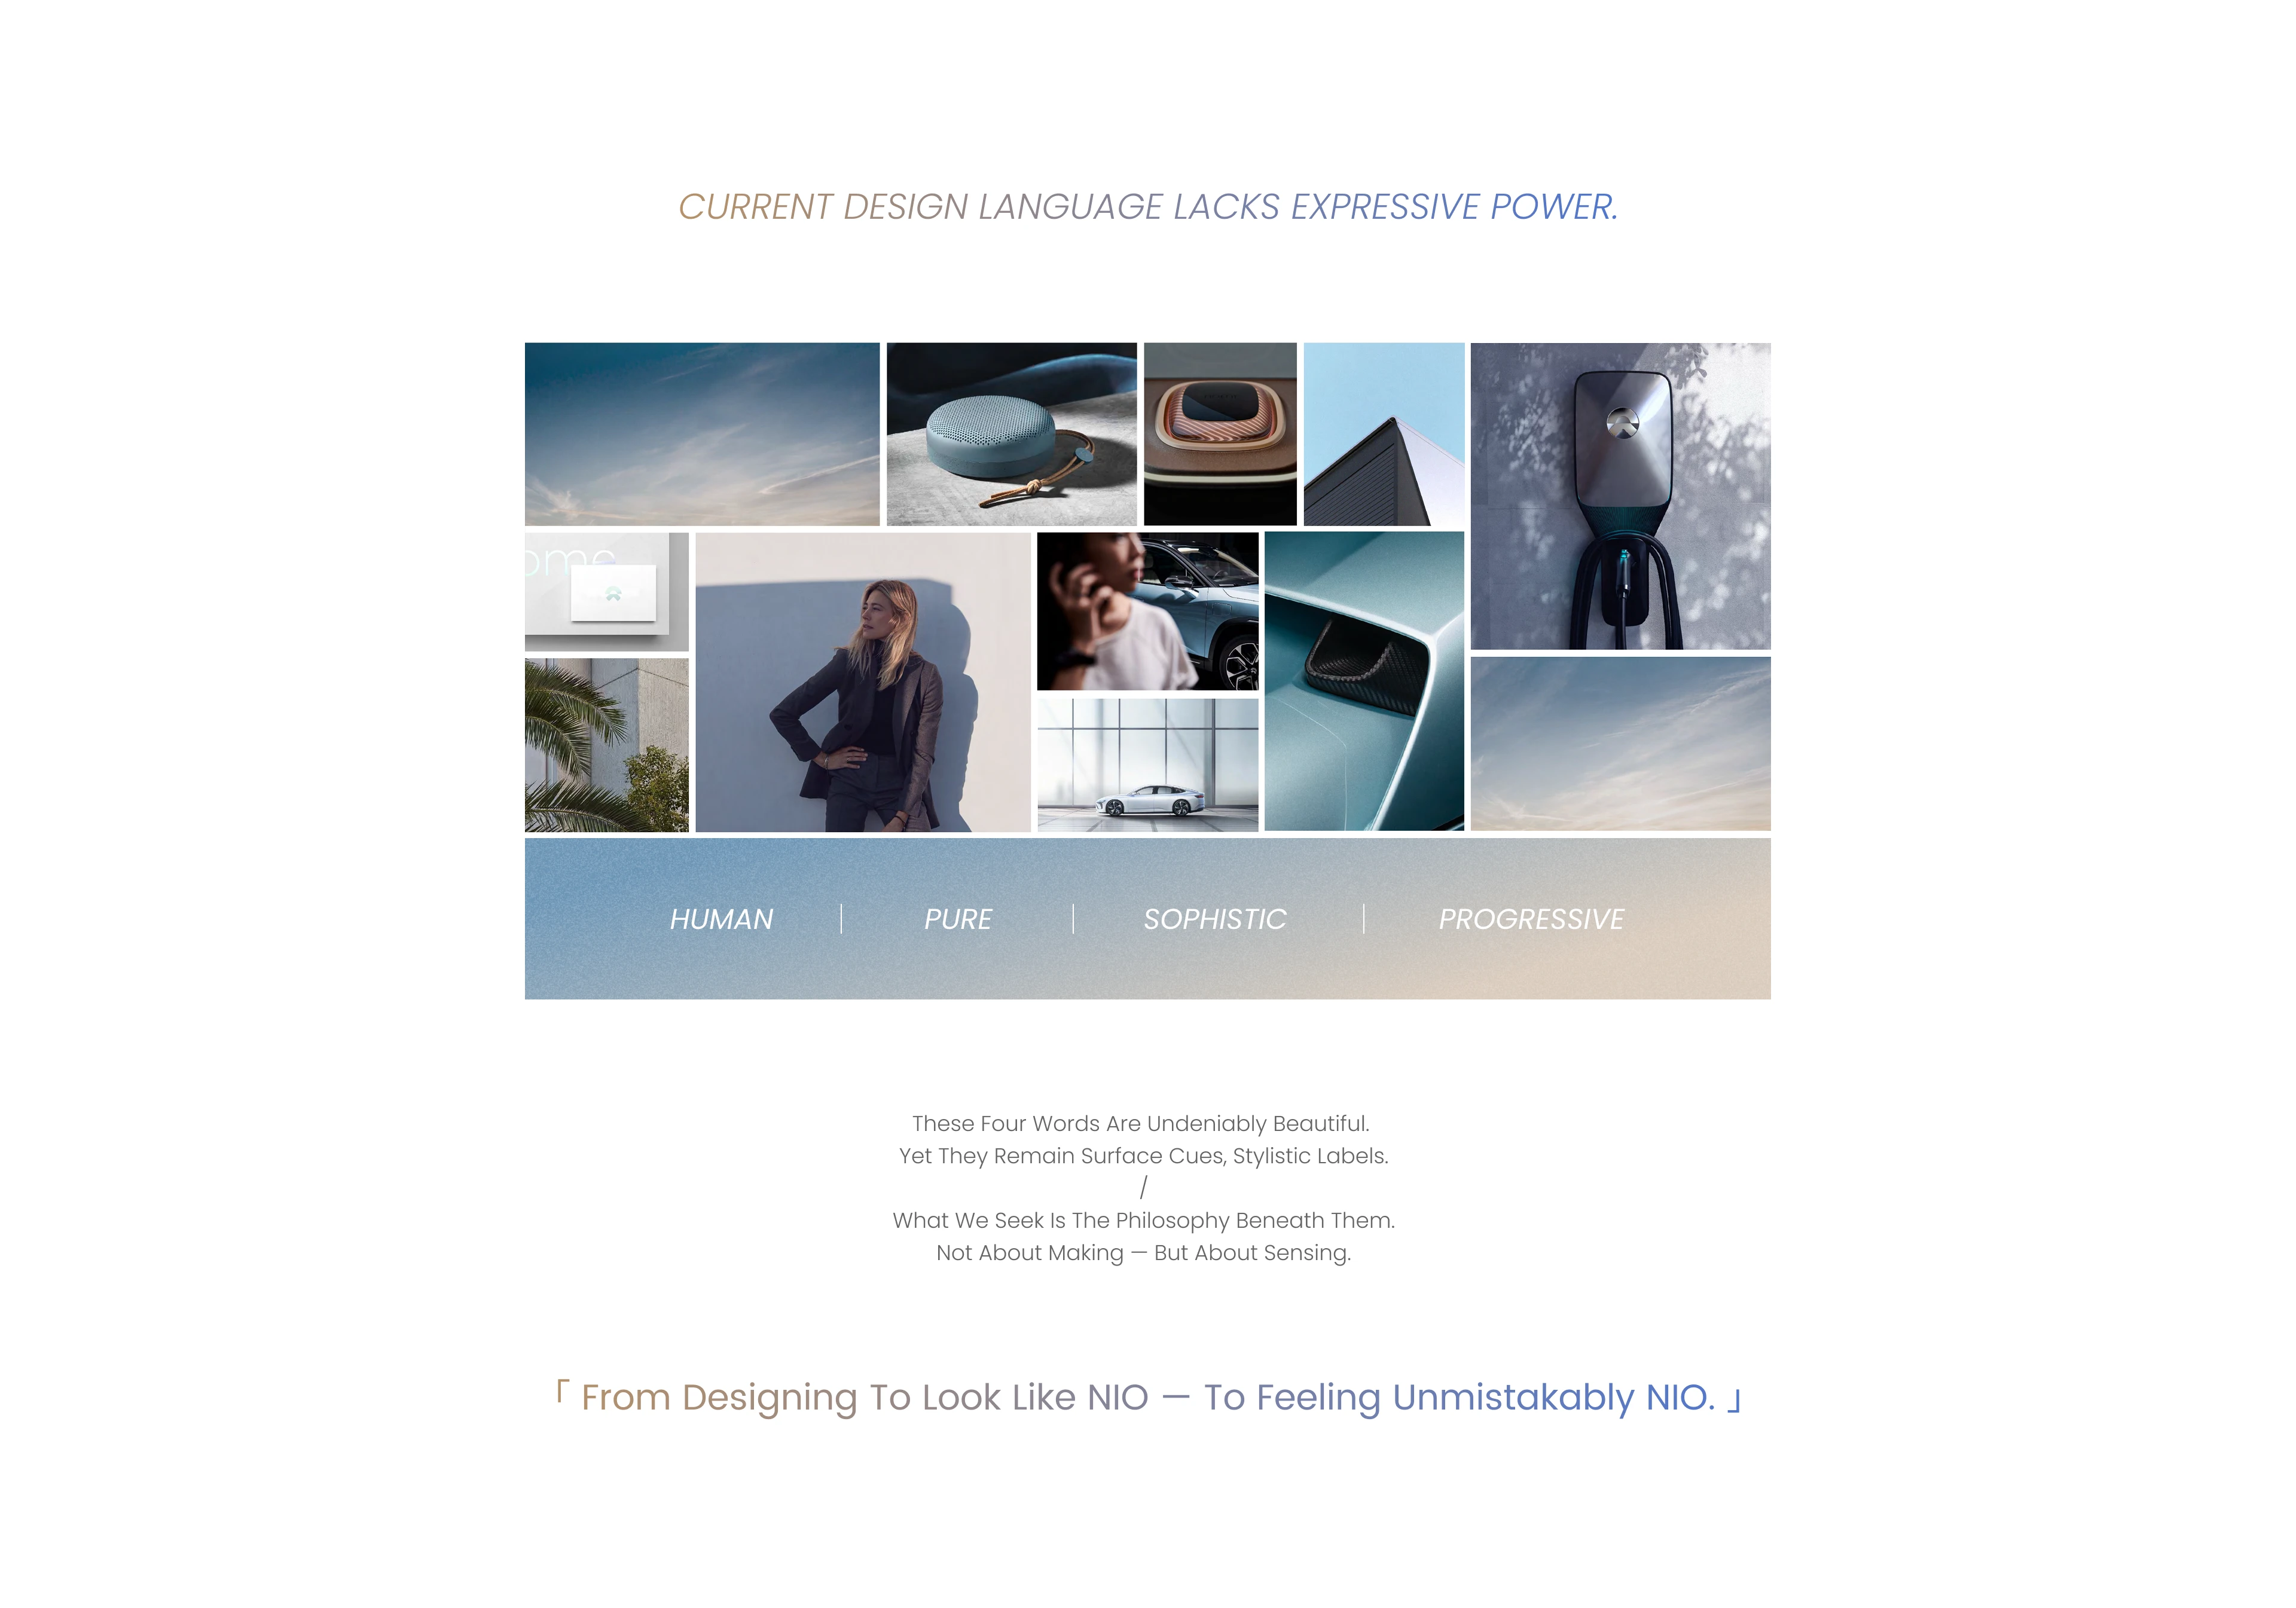 CURRENT DESIGN LANGUAGE LACKS EXPRESSIVE POWER.
ome
HUMAN | PURE | SOPHISTIC | PROGRESSIVE
These Four Words Are Undeniably Beautiful.
Yet They Remain Surface Cues, Stylistic Labels.
/
What We Seek Is The Philosophy Beneath Them.
Not About Making — But About Sensing.
「 From Designing To Look Like NIO — To Feeling Unmistakably NIO. 」